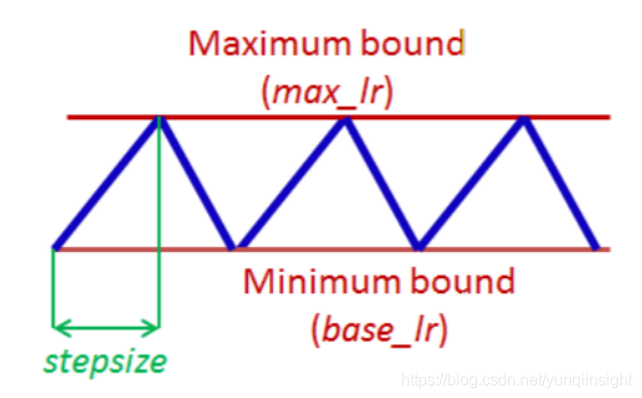 Maximum bound
(max_lr)
Minimum bound
(base_lr)
stepsize
https://blog.csdn.net/yunqiinsight